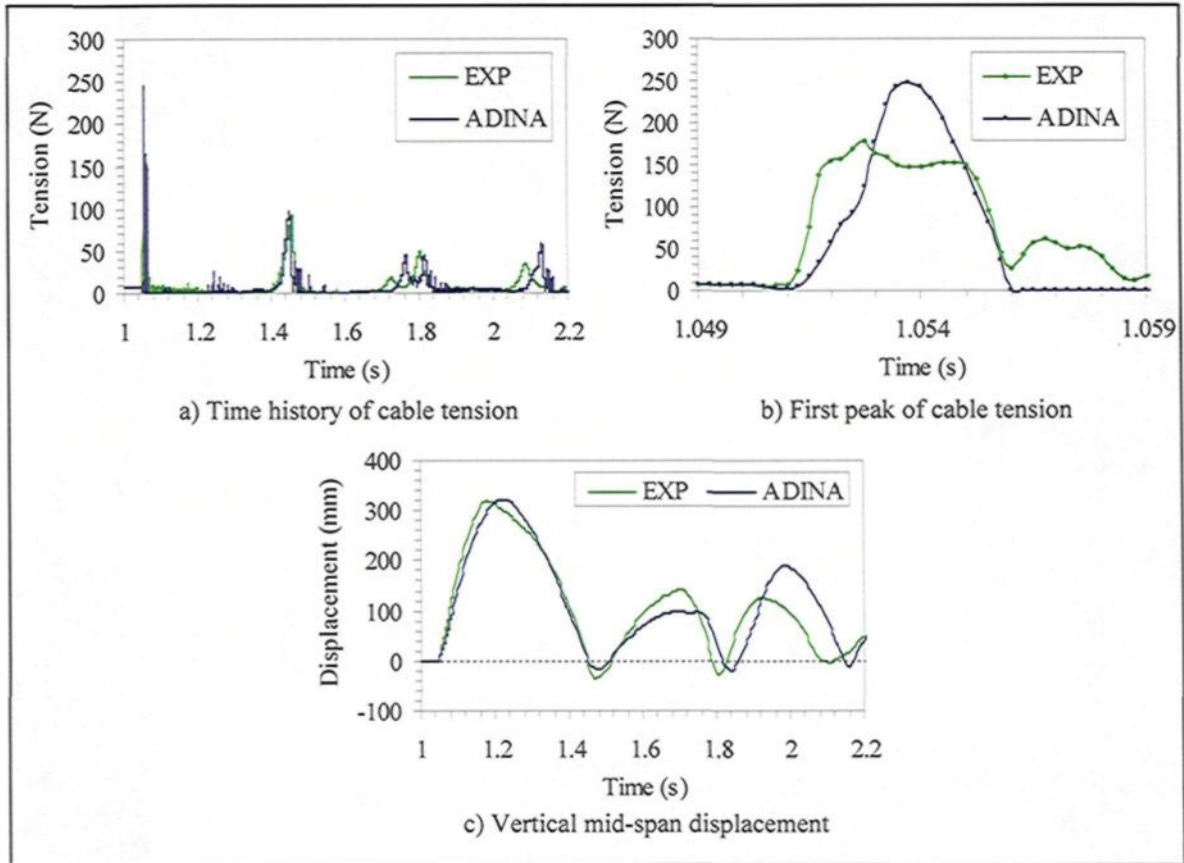 300
250
200
150
100
50
0
Tension (N)
EXP
ADINA
1 1.2 1.4 1.6 1.8 2 2.2
Time (s)
a) Time history of cable tension
300
250
200
150
100
50
0
Tension (N)
EXP
ADINA
1.049 1.054 1.059
Time (s)
b) First peak of cable tension
400
300
200
100
0
-100
Displacement (mm)
EXP ADINA
1 1.2 1.4 1.6 1.8 2 2.2
Time (s)
c) Vertical mid-span displacement